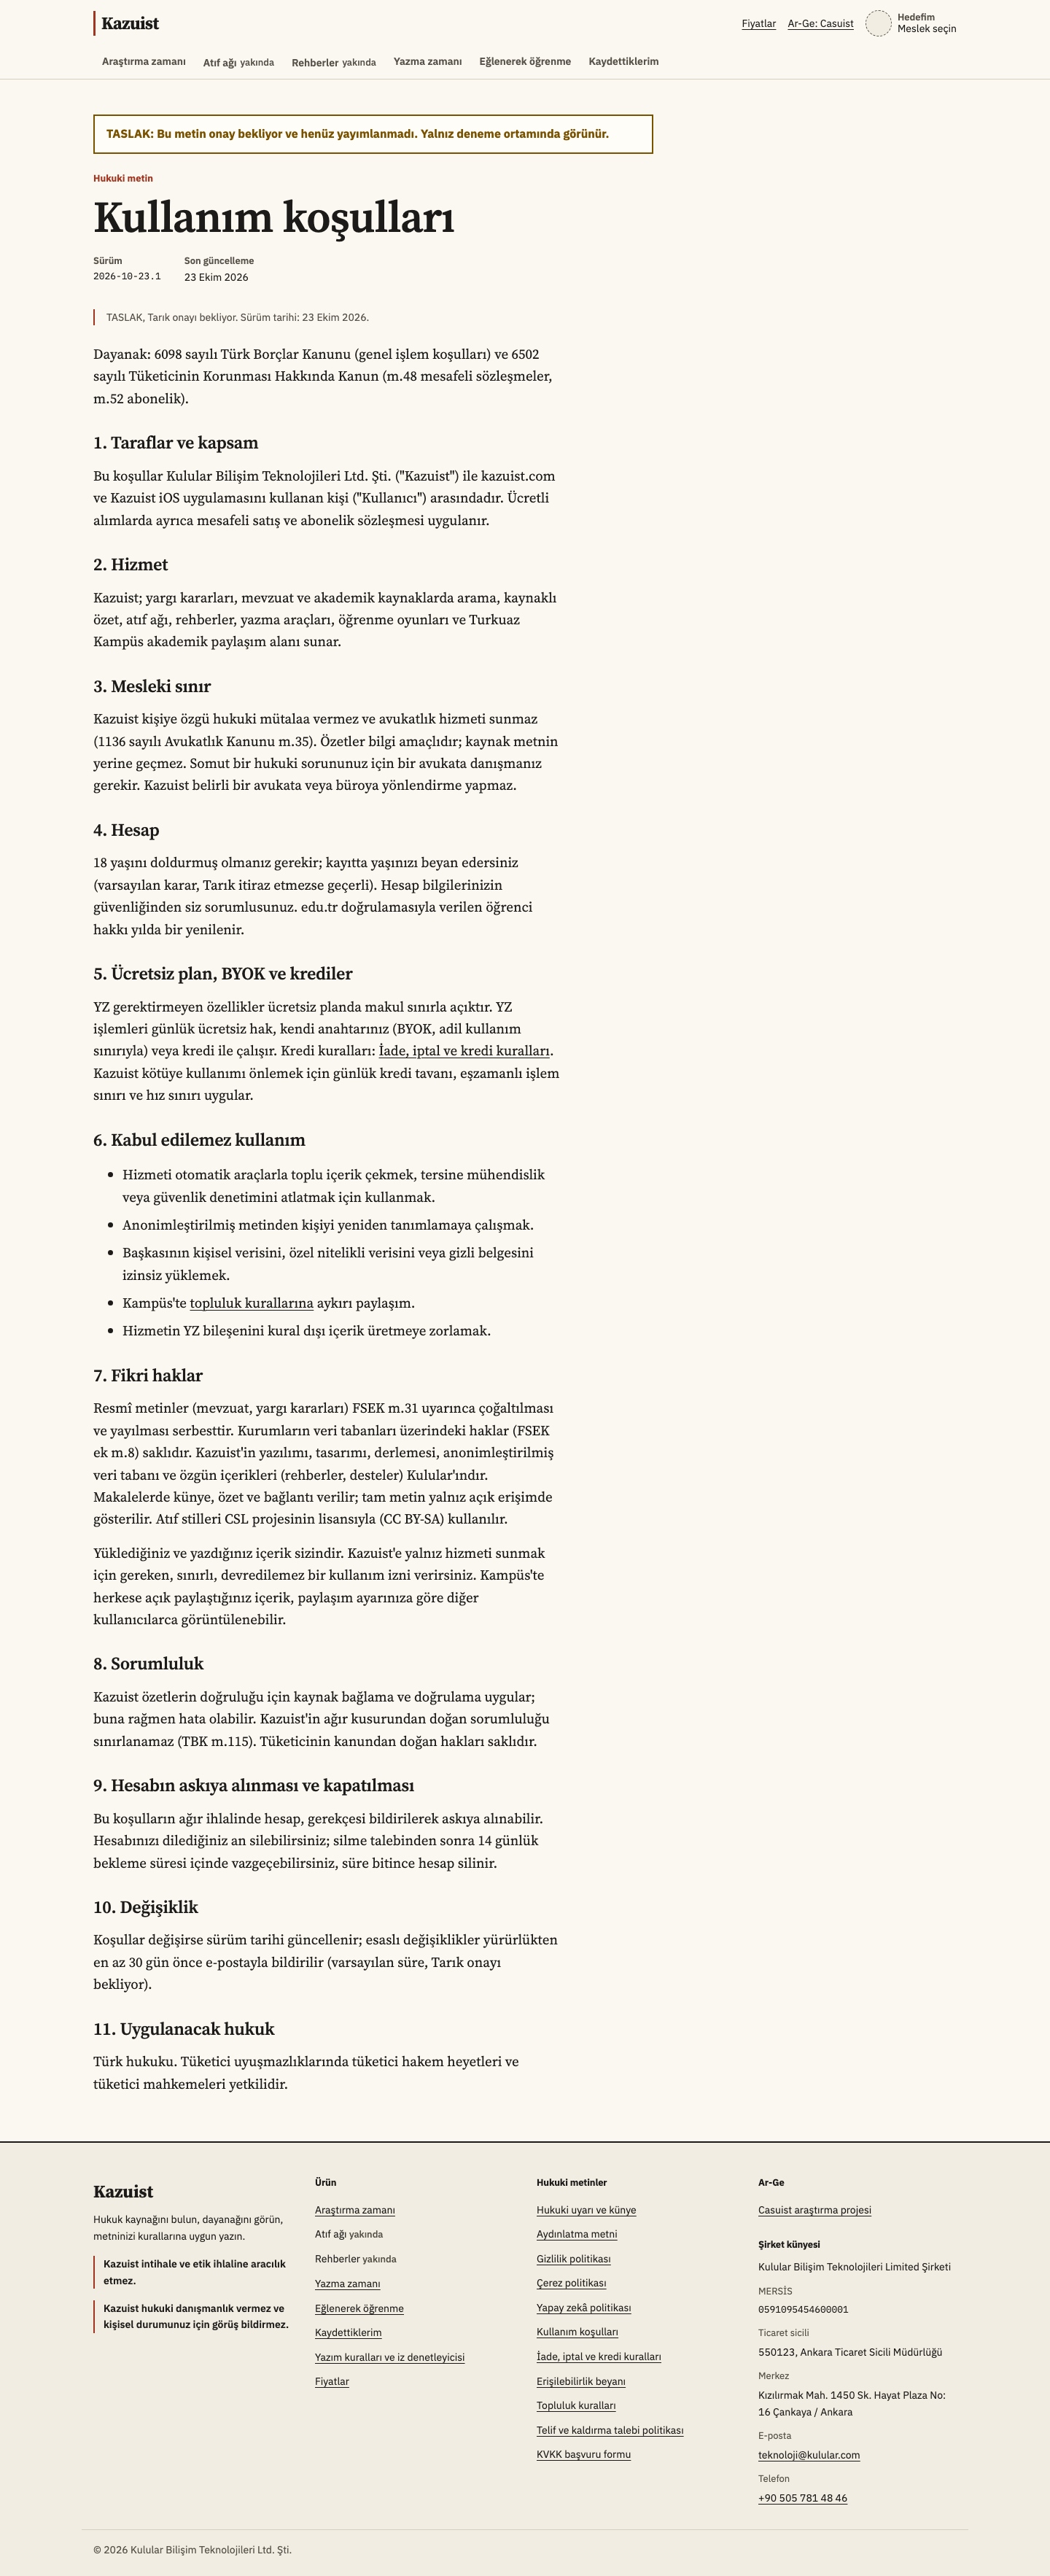 Kazuist
Fiyatlar
Ar-Ge: Casuist
Hedefim
Meslek seçin
Araştırma zamanı
Atıf ağı yakında
Rehberler yakında
Yazma zamanı
Eğlenerek öğrenme
Kaydettiklerim
TASLAK: Bu metin onay bekliyor ve henüz yayımlanmadı. Yalnız deneme ortamında görünür.
Hukuki metin
Kullanım koşulları
Sürüm
2026-10-23.1
Son güncelleme
23 Ekim 2026
TASLAK, Tarık onayı bekliyor. Sürüm tarihi: 23 Ekim 2026.
Dayanak: 6098 sayılı Türk Borçlar Kanunu (genel işlem koşulları) ve 6502
sayılı Tüketicinin Korunması Hakkında Kanun (m.48 mesafeli sözleşmeler,
m.52 abonelik).
1. Taraflar ve kapsam
Bu koşullar Kulular Bilişim Teknolojileri Ltd. Şti. ("Kazuist") ile kazuist.com
ve Kazuist iOS uygulamasını kullanan kişi ("Kullanıcı") arasındadır. Ücretli
alımlarda ayrıca mesafeli satış ve abonelik sözleşmesi uygulanır.
2. Hizmet
Kazuist; yargı kararları, mevzuat ve akademik kaynaklarda arama, kaynaklı
özet, atıf ağı, rehberler, yazma araçları, öğrenme oyunları ve Turkuaz
Kampüs akademik paylaşım alanı sunar.
3. Mesleki sınır
Kazuist kişiye özgü hukuki mütalaa vermez ve avukatlık hizmeti sunmaz
(1136 sayılı Avukatlık Kanunu m.35). Özetler bilgi amaçlıdır; kaynak metnin
yerine geçmez. Somut bir hukuki sorununuz için bir avukata danışmanız
gerekir. Kazuist belirli bir avukata veya büroya yönlendirme yapmaz.
4. Hesap
18 yaşını doldurmuş olmanız gerekir; kayıtta yaşınızı beyan edersiniz
(varsayılan karar, Tarık itiraz etmezse geçerli). Hesap bilgilerinizin
güvenliğinden siz sorumlusunuz. edu.tr doğrulamasıyla verilen öğrenci
hakkı yılda bir yenilenir.
5. Ücretsiz plan, BYOK ve krediler
YZ gerektirmeyen özellikler ücretsiz planda makul sınırla açıktır. YZ
işlemleri günlük ücretsiz hak, kendi anahtarınız (BYOK, adil kullanım
sınırıyla) veya kredi ile çalışır. Kredi kuralları: İade, iptal ve kredi kuralları.
Kazuist kötüye kullanımı önlemek için günlük kredi tavanı, eşzamanlı işlem
sınırı ve hız sınırı uygular.
6. Kabul edilemez kullanım
• Hizmeti otomatik araçlarla toplu içerik çekmek, tersine mühendislik
veya güvenlik denetimini atlatmak için kullanmak.
• Anonimleştirilmiş metinden kişiyi yeniden tanımlamaya çalışmak.
• Başkasının kişisel verisini, özel nitelikli verisini veya gizli belgesini
izinsiz yüklemek.
• Kampüs'te topluluk kurallarına aykırı paylaşım.
• Hizmetin YZ bileşenini kural dışı içerik üretmeye zorlamak.
7. Fikri haklar
Resmî metinler (mevzuat, yargı kararları) FSEK m.31 uyarınca çoğaltılması
ve yayılması serbesttir. Kurumların veri tabanları üzerindeki haklar (FSEK
ek m.8) saklıdır. Kazuist'in yazılımı, tasarımı, derlemesi, anonimleştirilmiş
veri tabanı ve özgün içerikleri (rehberler, desteler) Kulular'ındır.
Makalelerde künye, özet ve bağlantı verilir; tam metin yalnız açık erişimde
gösterilir. Atıf stilleri CSL projesinin lisansıyla (CC BY-SA) kullanılır.
Yüklediğiniz ve yazdığınız içerik sizindir. Kazuist'e yalnız hizmeti sunmak
için gereken, sınırlı, devredilemez bir kullanım izni verirsiniz. Kampüs'te
herkese açık paylaştığınız içerik, paylaşım ayarınıza göre diğer
kullanıcılarca görüntülenebilir.
8. Sorumluluk
Kazuist özetlerin doğruluğu için kaynak bağlama ve doğrulama uygular;
buna rağmen hata olabilir. Kazuist'in ağır kusurundan doğan sorumluluğu
sınırlanamaz (TBK m.115). Tüketicinin kanundan doğan hakları saklıdır.
9. Hesabın askıya alınması ve kapatılması
Bu koşulların ağır ihlalinde hesap, gerekçesi bildirilerek askıya alınabilir.
Hesabınızı dilediğiniz an silebilirsiniz; silme talebinden sonra 14 günlük
bekleme süresi içinde vazgeçebilirsiniz, süre bitince hesap silinir.
10. Değişiklik
Koşullar değişirse sürüm tarihi güncellenir; esaslı değişiklikler yürürlükten
en az 30 gün önce e-postayla bildirilir (varsayılan süre, Tarık onayı
bekliyor).
11. Uygulanacak hukuk
Türk hukuku. Tüketici uyuşmazlıklarında tüketici hakem heyetleri ve
tüketici mahkemeleri yetkilidir.
Kazuist
Hukuk kaynağını bulun, dayanağını görün,
metninizi kurallarına uygun yazın.
Kazuist intihale ve etik ihlaline aracılık
etmez.
Kazuist hukuki danışmanlık vermez ve
kişisel durumunuz için görüş bildirmez.
Ürün
Araştırma zamanı
Atıf ağı yakında
Rehberler yakında
Yazma zamanı
Eğlenerek öğrenme
Kaydettiklerim
Yazım kuralları ve iz denetleyicisi
Fiyatlar
Hukuki metinler
Hukuki uyarı ve künye
Aydınlatma metni
Gizlilik politikası
Çerez politikası
Yapay zekâ politikası
Kullanım koşulları
İade, iptal ve kredi kuralları
Erişilebilirlik beyanı
Topluluk kuralları
Telif ve kaldırma talebi politikası
KVKK başvuru formu
Ar-Ge
Casuist araştırma projesi
Şirket künyesi
Kulular Bilişim Teknolojileri Limited Şirketi
MERSİS
0591095454600001
Ticaret sicili
550123, Ankara Ticaret Sicili Müdürlüğü
Merkez
Kızılırmak Mah. 1450 Sk. Hayat Plaza No:
16 Çankaya / Ankara
E-posta
teknoloji@kulular.com
Telefon
+90 505 781 48 46
© 2026 Kulular Bilişim Teknolojileri Ltd. Şti.